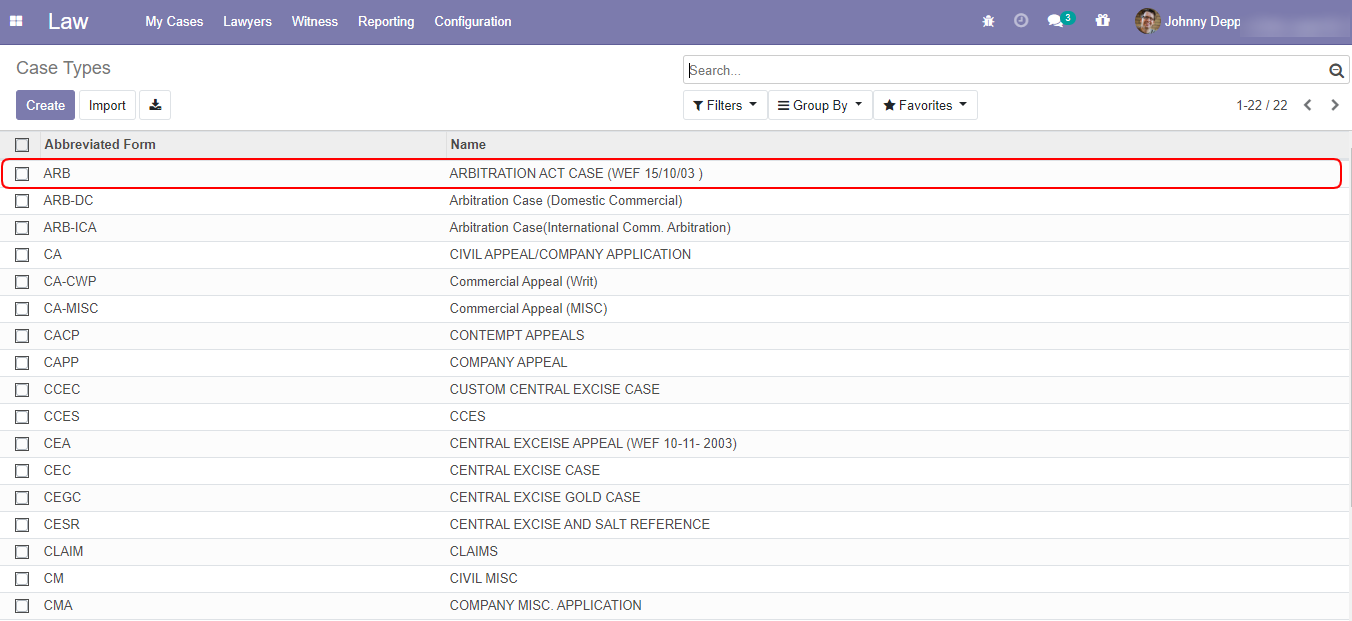 Law My Cases Lawyers Witness Reporting Configuration 3 Johnny Depp
Case Types
Search...
Create Import Filters Group By Favorites 1-22 / 22
Abbreviated Form Name
ARB ARBITRATION ACT CASE (WEF 15/10/03 )
ARB-DC Arbitration Case (Domestic Commercial)
ARB-ICA Arbitration Case(International Comm. Arbitration)
CA CIVIL APPEAL/COMPANY APPLICATION
CA-CWP Commercial Appeal (Writ)
CA-MISC Commercial Appeal (MISC)
CACP CONTEMPT APPEALS
CAPP COMPANY APPEAL
CCEC CUSTOM CENTRAL EXCISE CASE
CCES CCES
CEA CENTRAL EXCEISE APPEAL (WEF 10-11- 2003)
CEC CENTRAL EXCISE CASE
CEGC CENTRAL EXCISE GOLD CASE
CESR CENTRAL EXCISE AND SALT REFERENCE
CLAIM CLAIMS
CM CIVIL MISC
CMA COMPANY MISC. APPLICATION